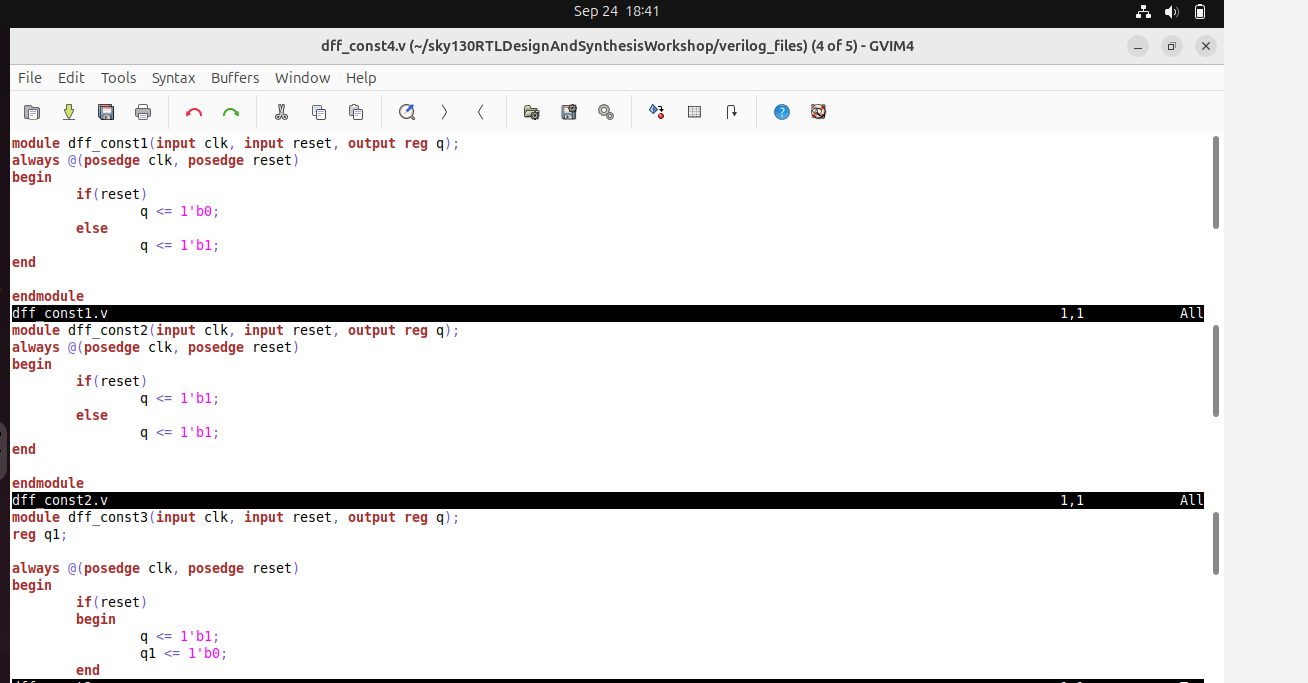 Sep 24 18:41
dff_const4.v (~/sky130RTLDesignAndSynthesisWorkshop/verilog_files) (4 of 5) - GVIM4
File Edit Tools Syntax Buffers Window Help
module dff_const1(input clk, input reset, output reg q);
always @(posedge clk, posedge reset)
begin
if(reset)
q <= 1'b0;
else
q <= 1'b1;
end
endmodule
dff_const1.v 1,1 All
module dff_const2(input clk, input reset, output reg q);
always @(posedge clk, posedge reset)
begin
if(reset)
q <= 1'b1;
else
q <= 1'b1;
end
endmodule
dff_const2.v 1,1 All
module dff_const3(input clk, input reset, output reg q);
reg q1;
always @(posedge clk, posedge reset)
begin
if(reset)
begin
q <= 1'b1;
q1 <= 1'b0;
end